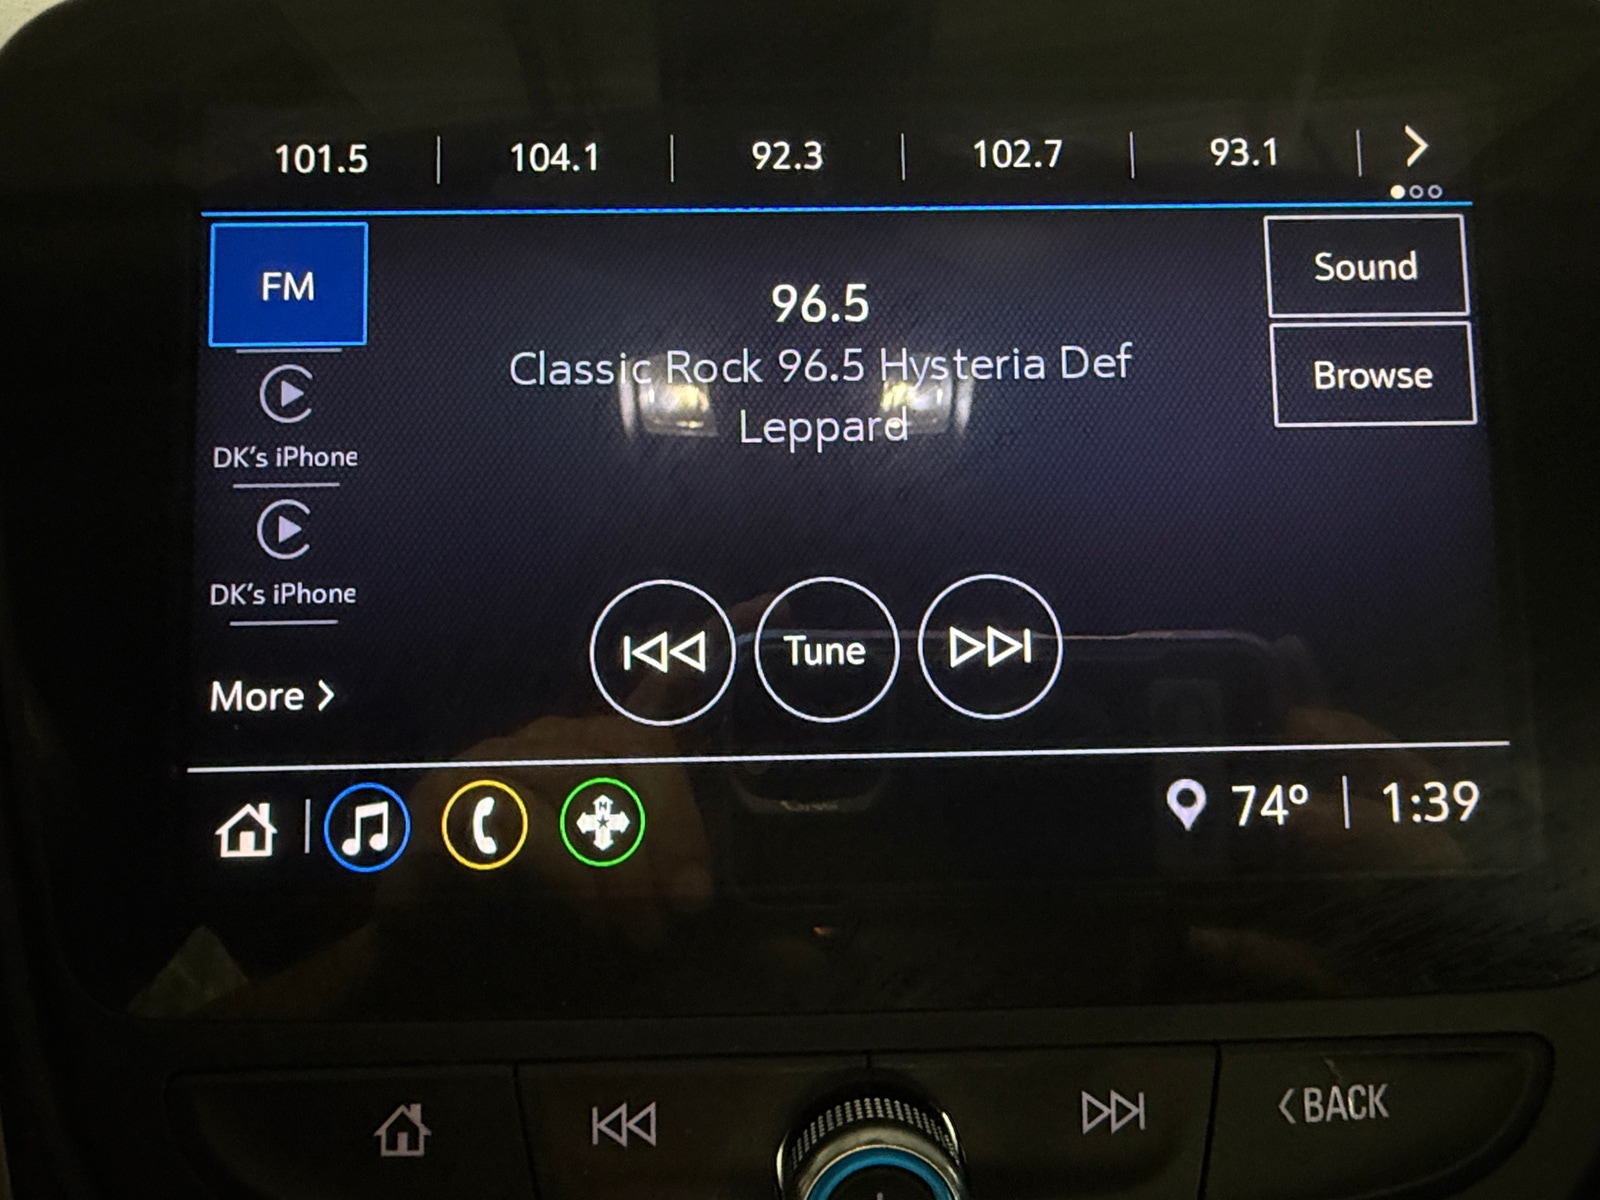 101.5 | 104.1 | 92.3 | 102.7 | 93.1
FM
Sound
96.5
Classic Rock 96.5 Hysteria Def
Leppard
Browse
DK's iPhone
DK's iPhone
Tune
More
N
74° | 1:39
BACK